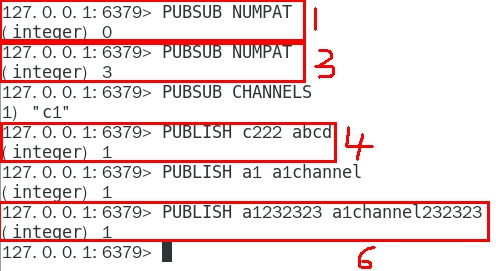 127.0.0.1:6379> PUBSUB NUMPAT 1
(integer) 0
127.0.0.1:6379> PUBSUB NUMPAT 3
(integer) 3
127.0.0.1:6379> PUBSUB CHANNELS
1) "c1"
127.0.0.1:6379> PUBLISH c222 abcd 4
(integer) 1
127.0.0.1:6379> PUBLISH a1 a1channel
(integer) 1
127.0.0.1:6379> PUBLISH a1232323 a1channel232323
(integer) 1
127.0.0.1:6379>
6